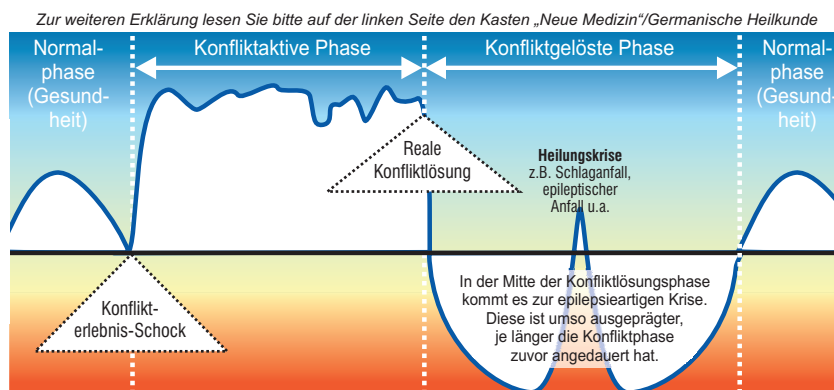 Zur weiteren Erklärung lesen Sie bitte auf der linken Seite den Kasten „Neue Medizin“/Germanische Heilkunde
Normal-
phase
(Gesund-
heit)
Konfliktaktive Phase
Konfliktgelöste Phase
Normal-
phase
(Gesund-
heit)
Reale
Konfliktlösung
Heilungskrise
z.B. Schlaganfall,
epileptischer
Anfall u.a.
Konflikt-
erlebnis-Schock
In der Mitte der Konfliktlösungsphase
kommt es zur epilepsieartigen Krise.
Diese ist umso ausgeprägter,
je länger die Konfliktphase
zuvor angedauert hat.